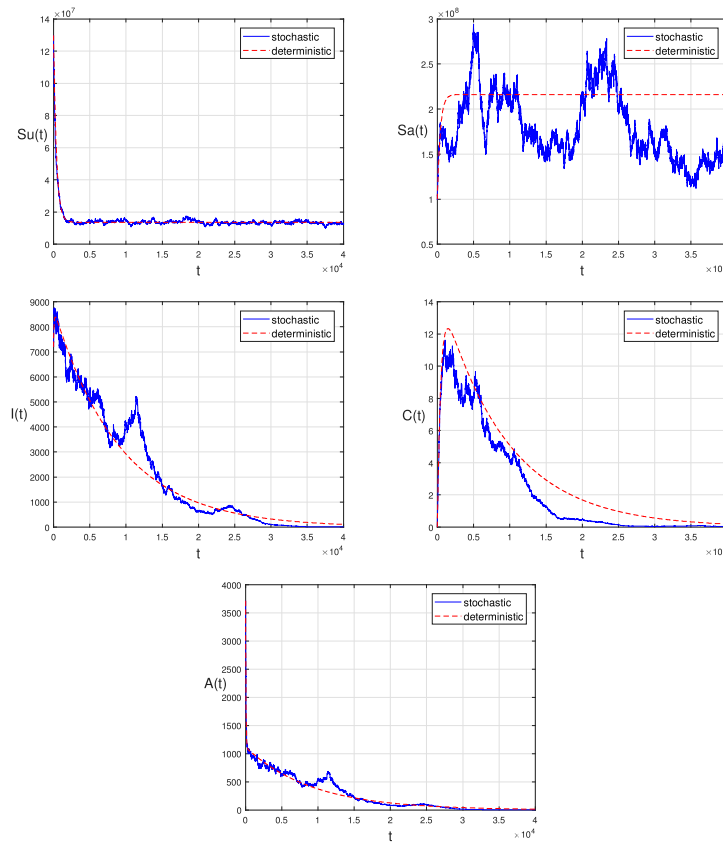 ×10^7
14
12
10
8
6
4
2
0
Su(t)
stochastic
deterministic
0 0.5 1 1.5 2 2.5 3 3.5 4
×10^4
t
×10^8
3
2.5
2
1.5
1
0.5
Sa(t)
stochastic
deterministic
0 0.5 1 1.5 2 2.5 3 3.5
×10
t
9000
8000
7000
6000
5000
4000
3000
2000
1000
0
I(t)
stochastic
deterministic
0 0.5 1 1.5 2 2.5 3 3.5 4
×10^4
t
14
12
10
8
6
4
2
0
C(t)
stochastic
deterministic
0 0.5 1 1.5 2 2.5 3 3.5
×10
t
4000
3500
3000
2500
2000
1500
1000
500
0
A(t)
stochastic
deterministic
0 0.5 1 1.5 2 2.5 3 3.5 4
×10^4
t